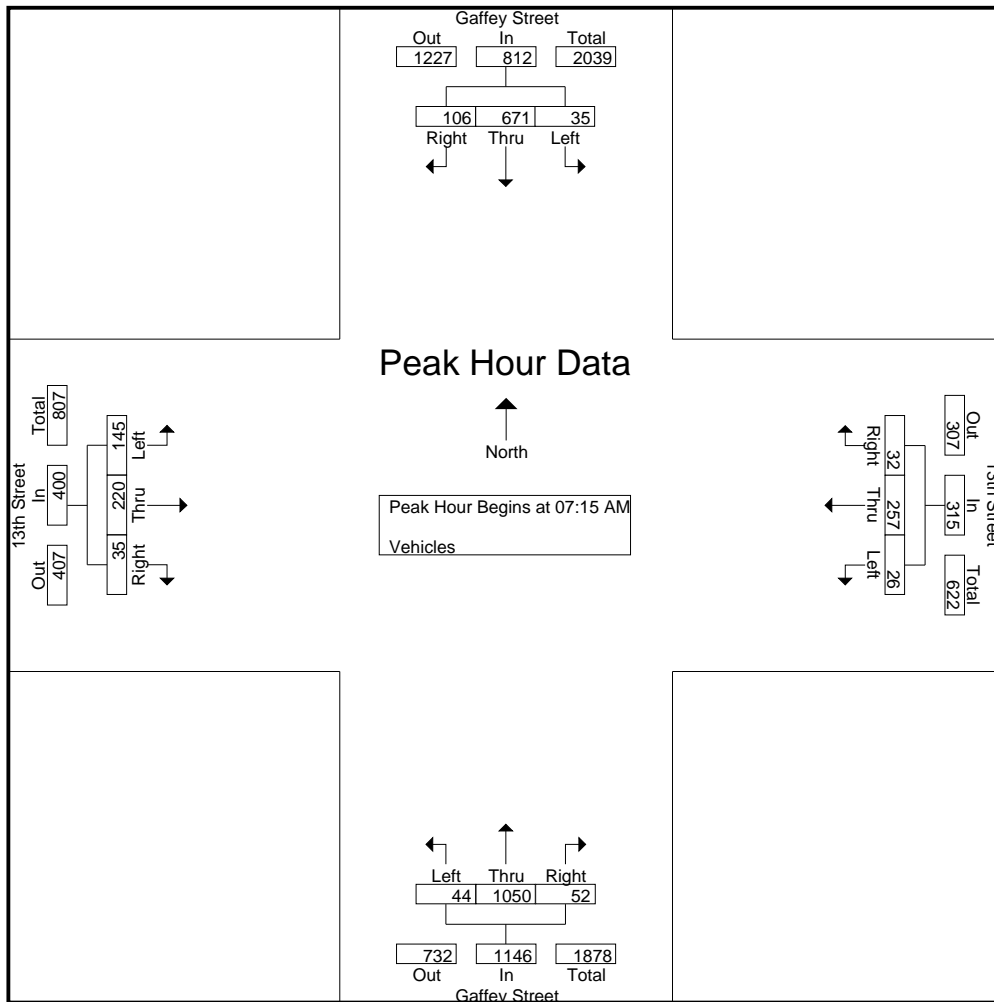 Gaffey Street
Out In Total
1227 812 2039
106 671 35
Right Thru Left
Peak Hour Data
North
Peak Hour Begins at 07:15 AM
Vehicles
13th Street
Total In Out
807 400 407
145 220 35
Left Thru Right
13th Street
Out In Total
307 315 622
32 257 26
Right Thru Left
Left Thru Right
44 1050 52
732 1146 1878
Out In Total
Gaffey Street